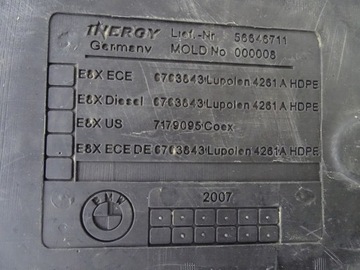 INERGY Lief.-Nr. 56646711
Germany MOLD No 000008
E8X ECE 6763843 Lupolen 4261 A HDPE
E8X Diesel 6763843 Lupolen 4261 A HDPE
E8X US 7179095 Coex
E8X ECE DE 6763843 Lupolen 4261 A HDPE
BMW
2007